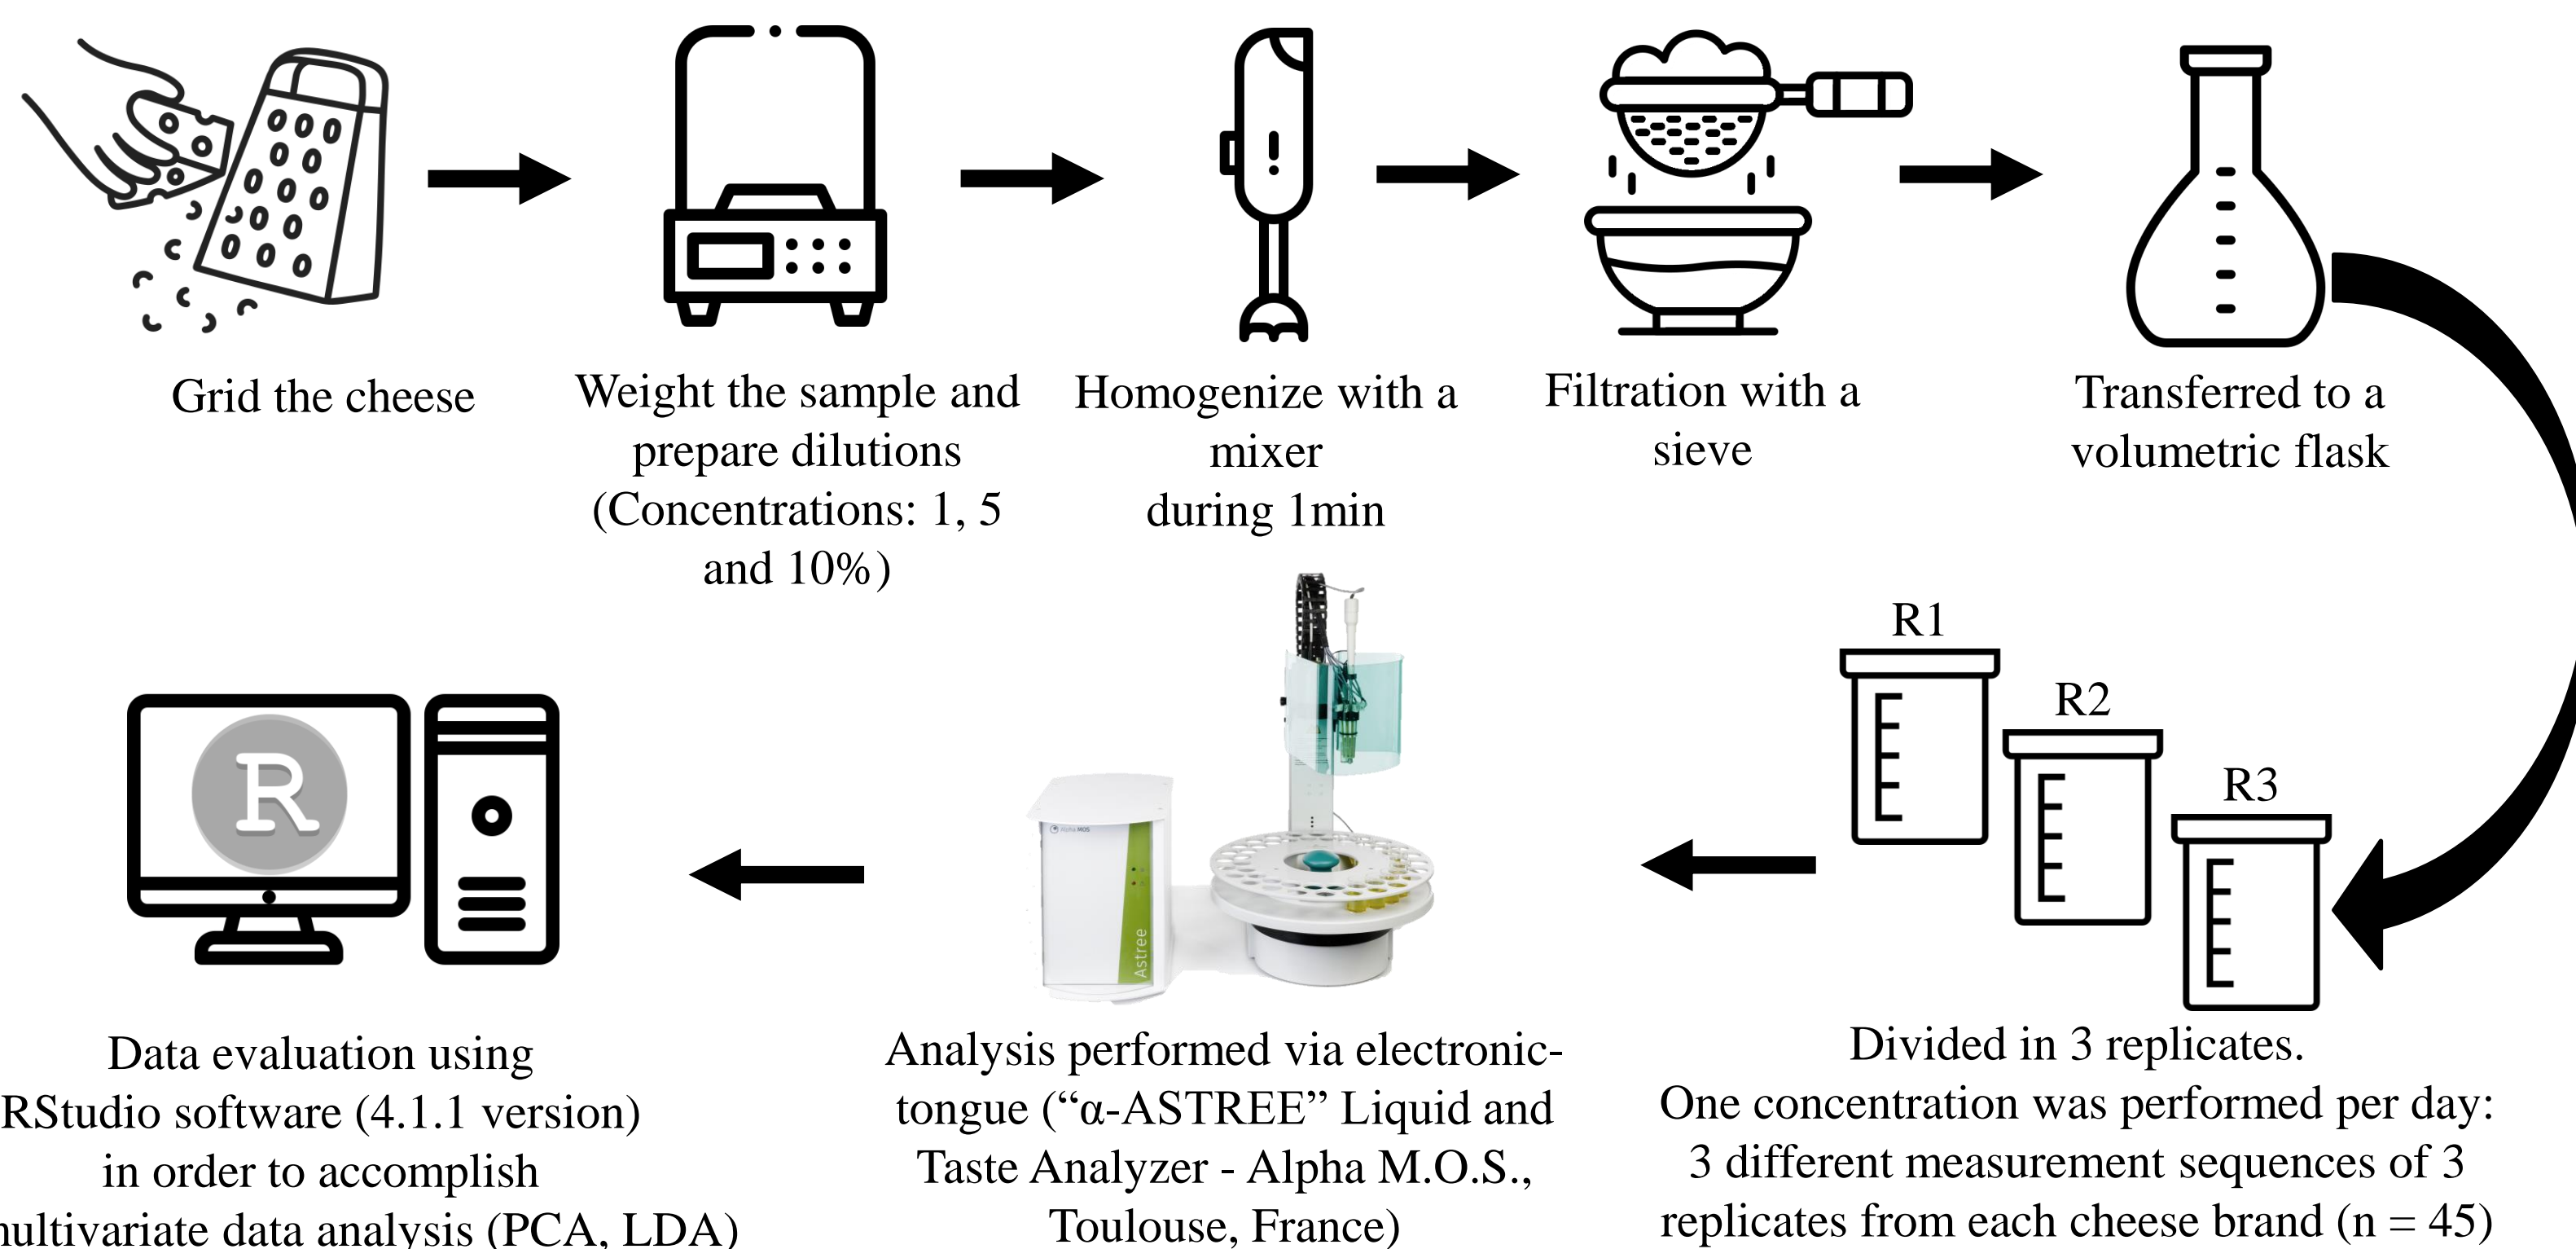 Grid the cheese
Weight the sample and
prepare dilutions
(Concentrations: 1, 5
and 10%)
Homogenize with a
mixer
during 1min
Filtration with a
sieve
Transferred to a
volumetric flask
R1
R2
R3
Divided in 3 replicates.
One concentration was performed per day:
3 different measurement sequences of 3
replicates from each cheese brand (n = 45)
Alpha MOS
Astree
Analysis performed via electronic-
tongue (“α-ASTREE” Liquid and
Taste Analyzer - Alpha M.O.S.,
Toulouse, France)
R
Data evaluation using
RStudio software (4.1.1 version)
in order to accomplish
multivariate data analysis (PCA, LDA)